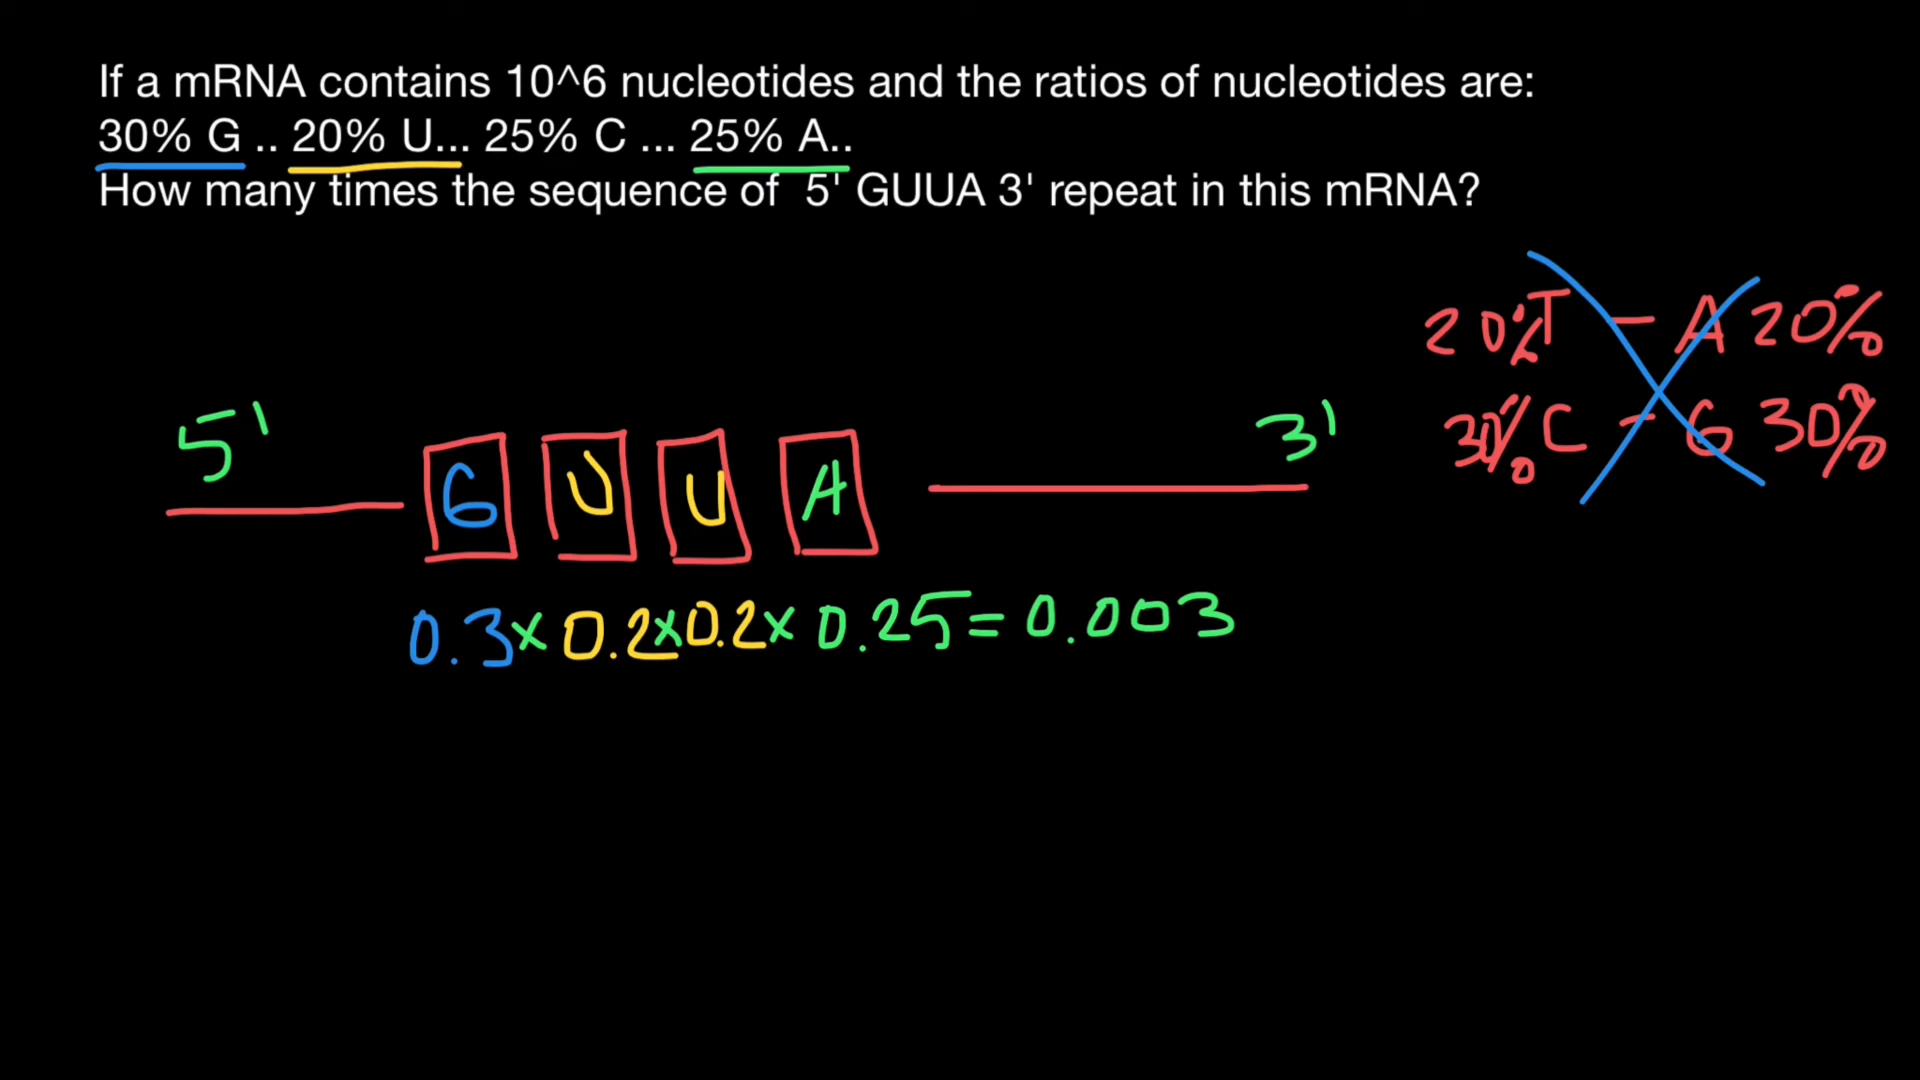 If a mRNA contains 10^6 nucleotides and the ratios of nucleotides are:
30% G .. 20% U... 25% C ... 25% A..
How many times the sequence of 5' GUUA 3' repeat in this mRNA?
20% T - A 20%
30% C - G 30%
5' G U U A 3'
0.3 x 0.2 x 0.2 x 0.25 = 0.003